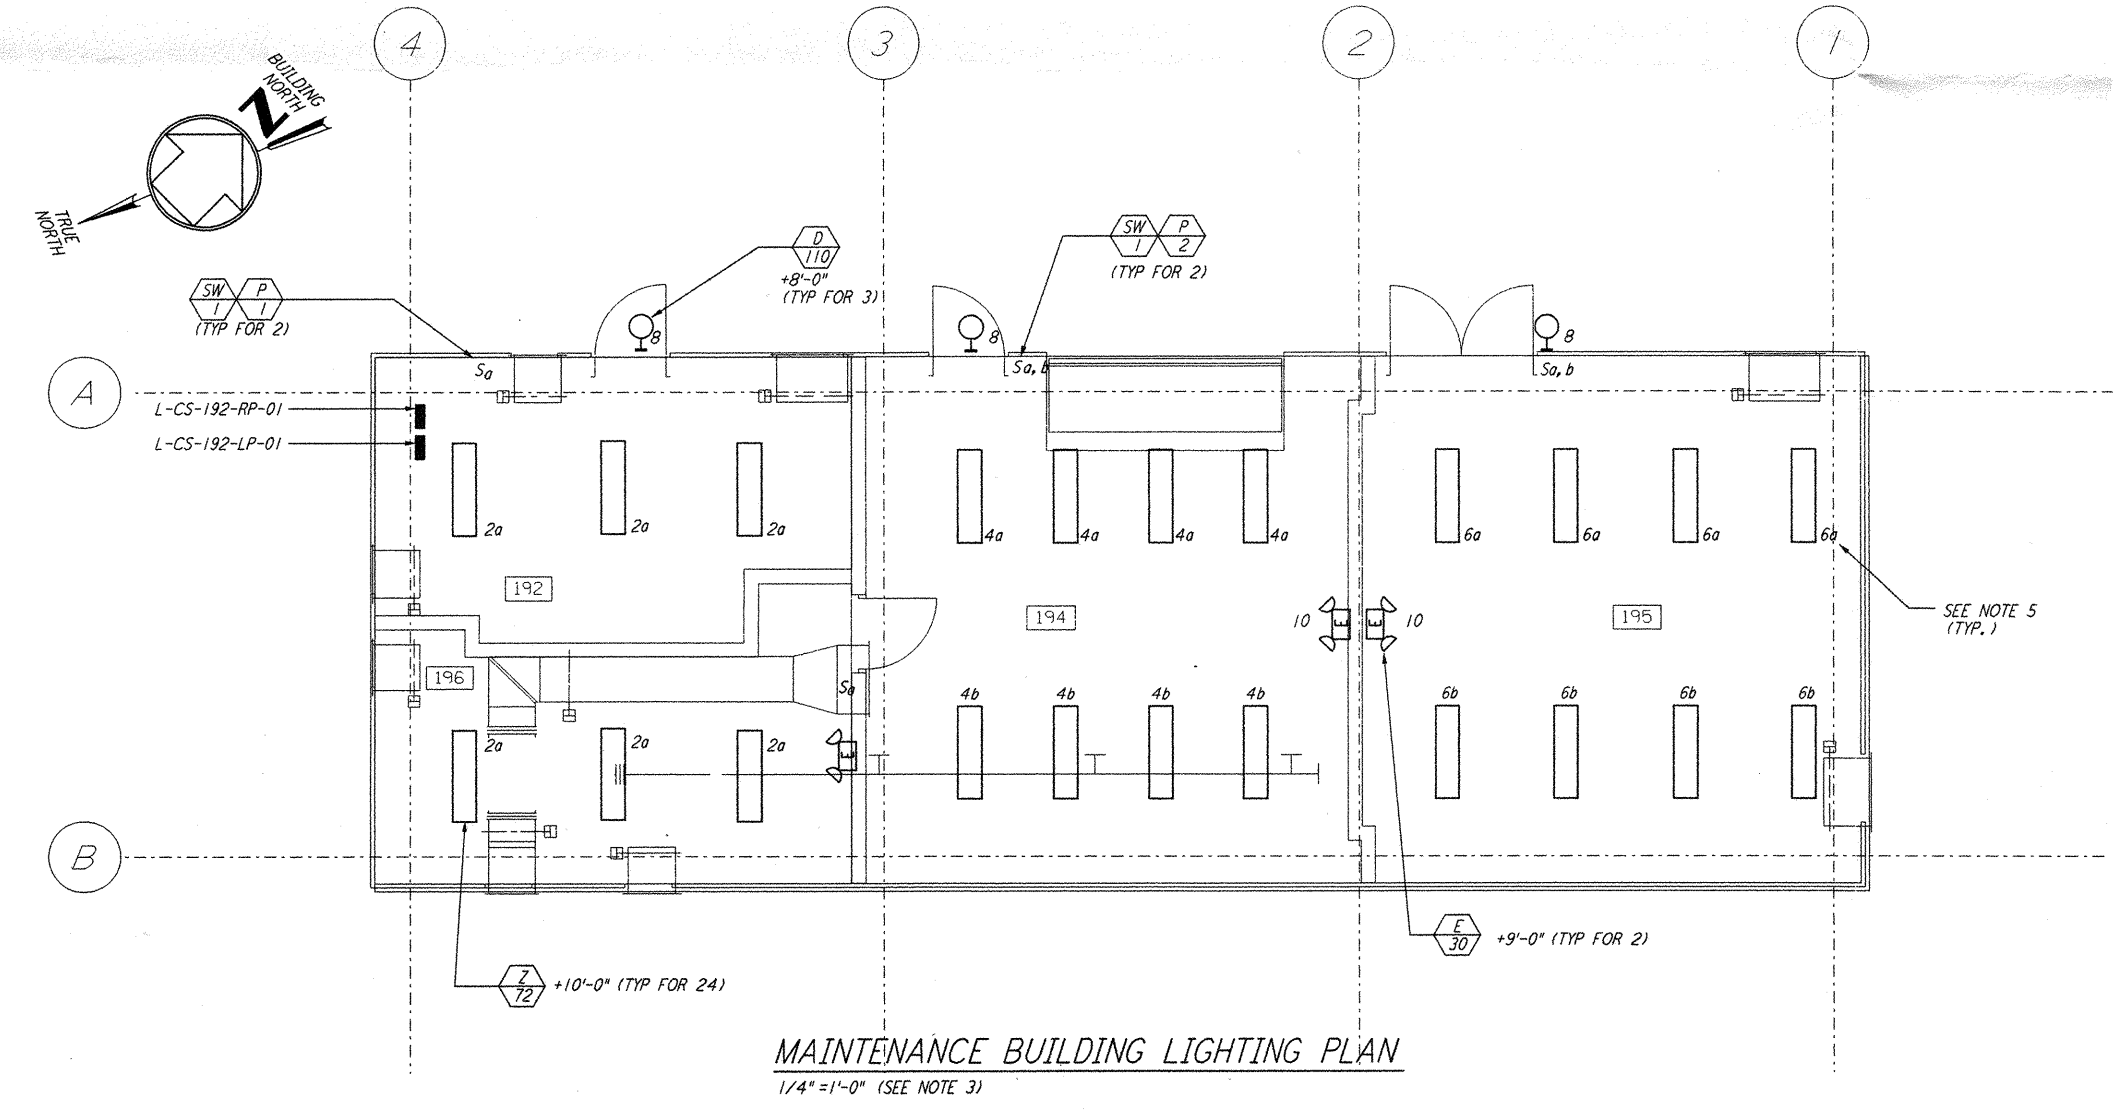 4
3
2
1
BUILDING
NORTH
N
TRUE
NORTH
SW
1
P
2
(TYP FOR 2)
D
110
+8'-0"
(TYP FOR 3)
SW
1
P
1
(TYP FOR 2)
8
8
8
Sa
Sa, b
Sa, b
A
L-CS-192-RP-01
L-CS-192-LP-01
2a
2a
2a
4a
4a
4a
4a
6a
6a
6a
6a
192
194
195
10
E
E
10
SEE NOTE 5
(TYP.)
196
Sa
4b
4b
4b
4b
6b
6b
6b
6b
2a
2a
2a
E
B
E
30
+9'-0" (TYP FOR 2)
Z
72
+10'-0" (TYP FOR 24)
MAINTENANCE BUILDING LIGHTING PLAN
1/4"=1'-0" (SEE NOTE 3)